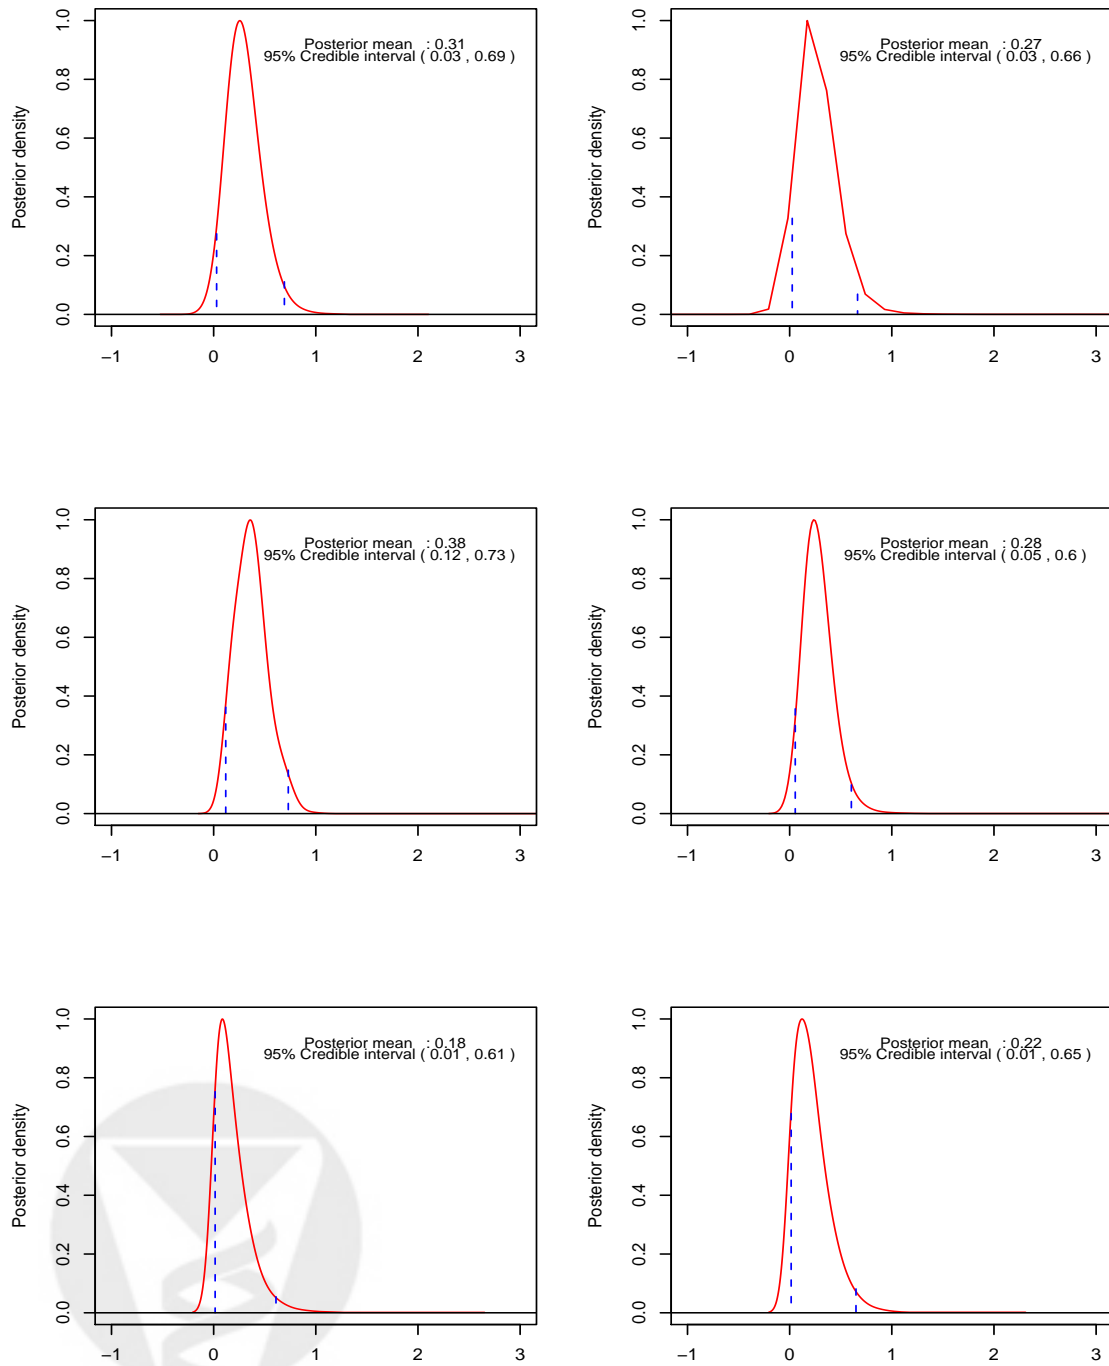 Posterior mean : 0.31
95% Credible interval ( 0.03 , 0.69 )
Posterior density
0.0 0.2 0.4 0.6 0.8 1.0
−1 0 1 2 3
Posterior mean : 0.27
95% Credible interval ( 0.03 , 0.66 )
Posterior density
0.0 0.2 0.4 0.6 0.8 1.0
−1 0 1 2 3
Posterior mean : 0.38
95% Credible interval ( 0.12 , 0.73 )
Posterior density
0.0 0.2 0.4 0.6 0.8 1.0
−1 0 1 2 3
Posterior mean : 0.28
95% Credible interval ( 0.05 , 0.6 )
Posterior density
0.0 0.2 0.4 0.6 0.8 1.0
−1 0 1 2 3
Posterior mean : 0.18
95% Credible interval ( 0.01 , 0.61 )
Posterior density
0.0 0.2 0.4 0.6 0.8 1.0
−1 0 1 2 3
Posterior mean : 0.22
95% Credible interval ( 0.01 , 0.65 )
Posterior density
0.0 0.2 0.4 0.6 0.8 1.0
−1 0 1 2 3